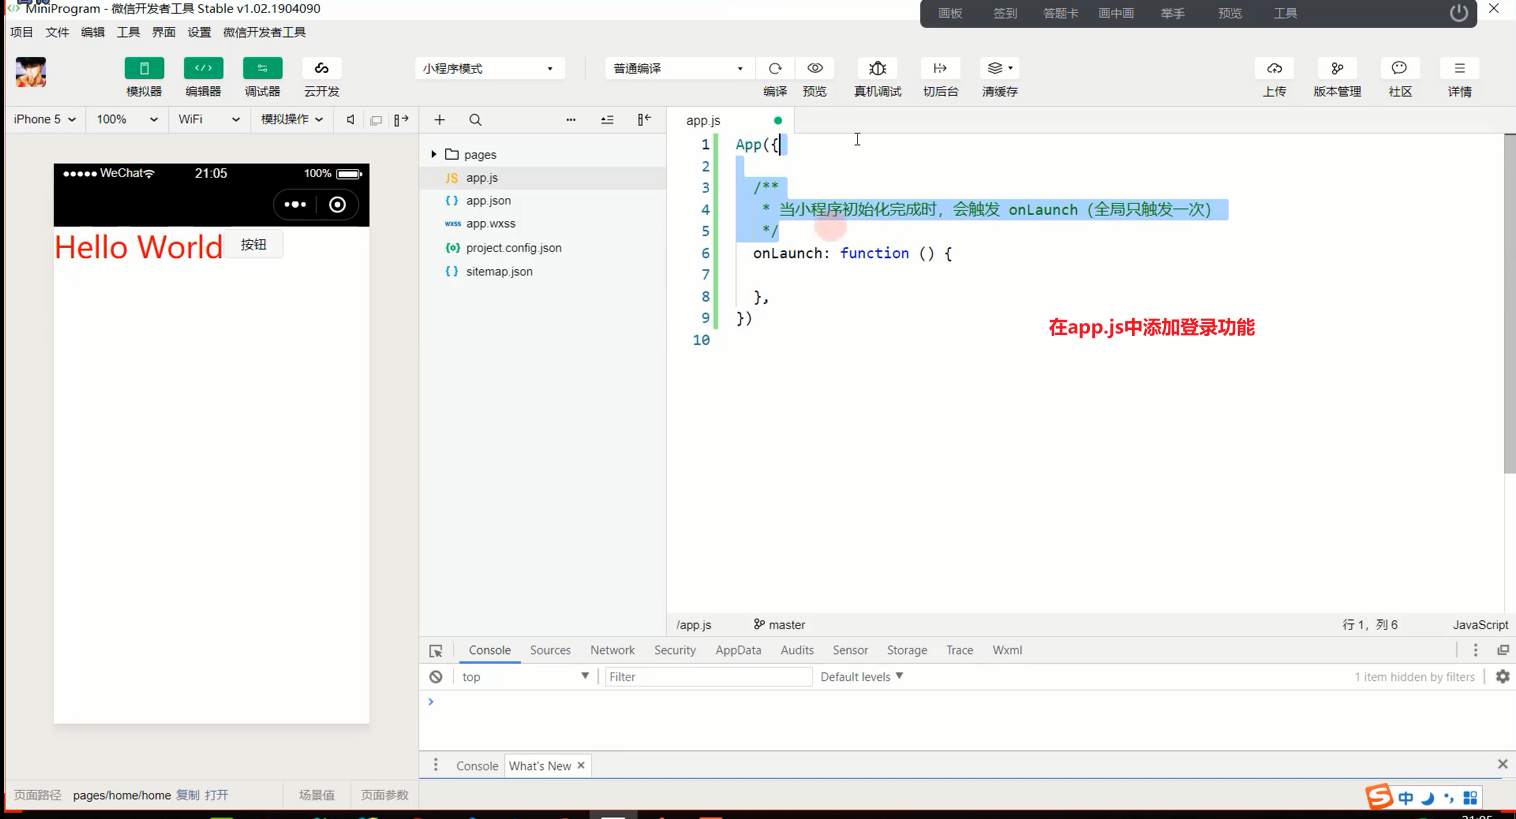 MiniProgram - 微信开发者工具 Stable v1.02.1904090
画板 签到 答题卡 画中画 举手 预览 工具
项目 文件 编辑 工具 界面 设置 微信开发者工具
小程序模式 普通编译
模拟器 编辑器 调试器 云开发 编译 预览 真机调试 切后台 清缓存 上传 版本管理 社区 详情
iPhone 5 100% WiFi 模拟操作
app.js
WeChat 21:05 100%
Hello World 按钮
pages
JS app.js
{ } app.json
wxss app.wxss
{o} project.config.json
{ } sitemap.json
1 App({
2
3 /**
4 * 当小程序初始化完成时，会触发 onLaunch（全局只触发一次）
5 */
6 onLaunch: function () {
7
8 },
9 })
10
在app.js中添加登录功能
/app.js master 行 1，列 6 JavaScript
Console Sources Network Security AppData Audits Sensor Storage Trace Wxml
top Filter Default levels 1 item hidden by filters
Console What's New
页面路径 pages/home/home 复制 打开 场景值 页面参数
S 中